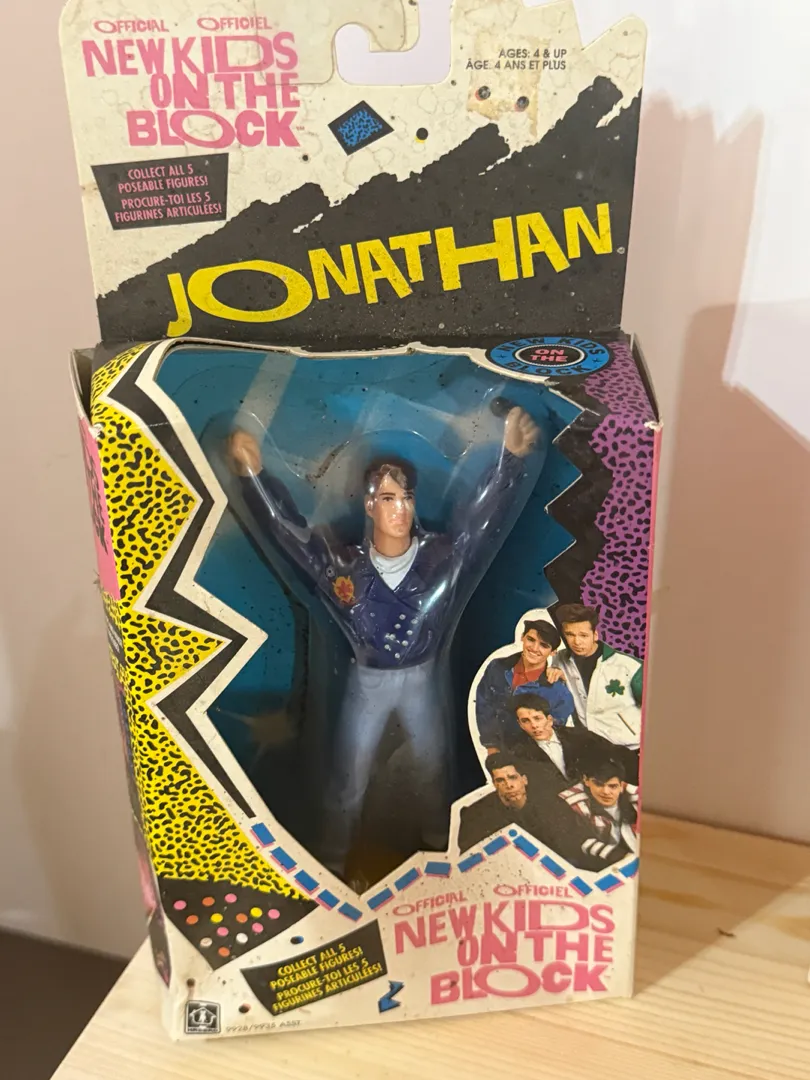 OFFICIAL OFFICIEL
NEW KIDS
ON THE
BLOCK™
AGES: 4 & UP
ÂGE. 4 ANS ET PLUS
COLLECT ALL 5
POSEABLE FIGURES!
PROCURE-TOI LES 5
FIGURINES ARTICULÉES!
JONATHAN
NEW KIDS
ON
THE
BLOCK
OFFICIAL OFFICIEL
NEW KIDS
ON THE
BLOCK
COLLECT ALL 5
POSEABLE FIGURES!
PROCURE-TOI LES 5
FIGURINES ARTICULÉES!